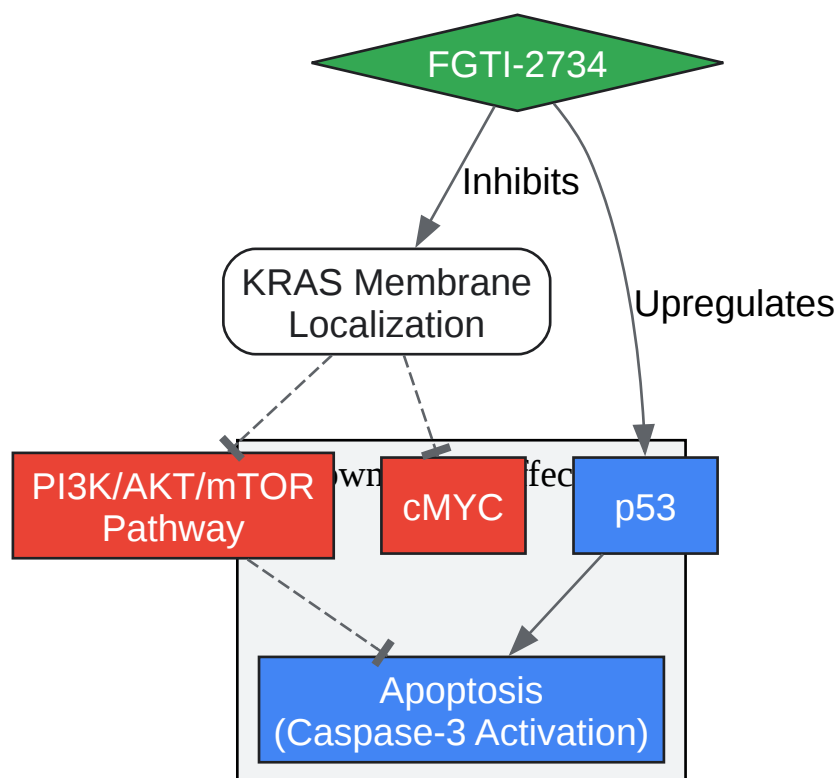 FGTI-2734
Inhibits
KRAS Membrane
Localization
Upregulates
PI3K/AKT/mTOR
Pathway
cMYC
p53
Apoptosis
(Caspase-3 Activation)